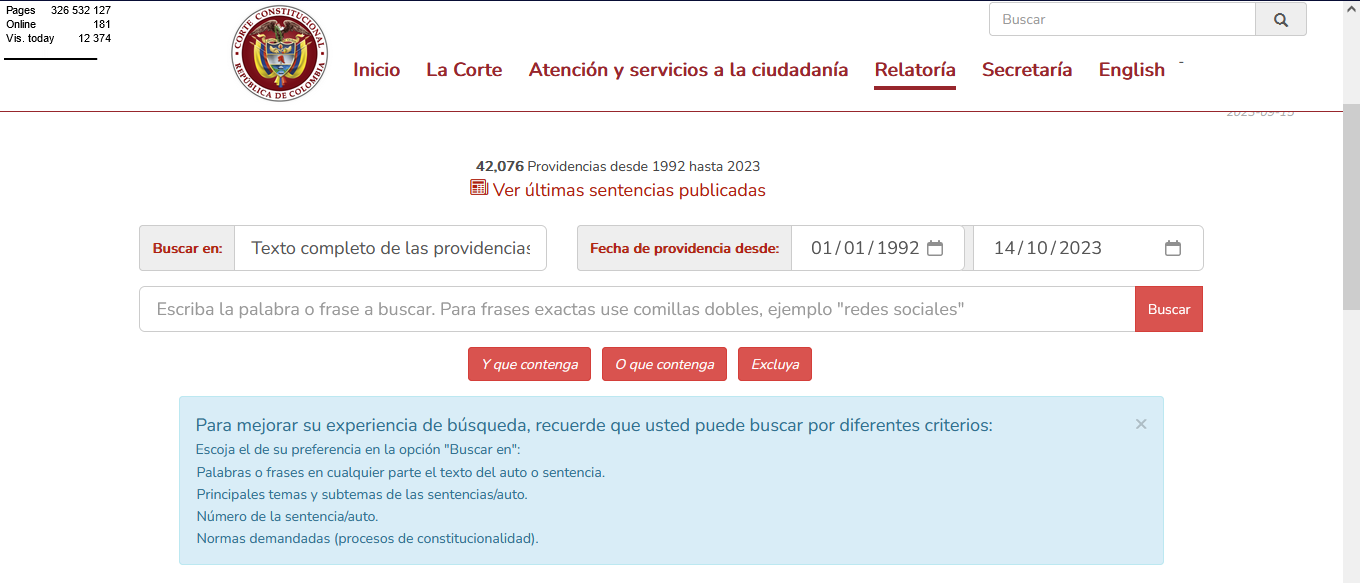 Pages 326 532 127
Online 181
Vis. today 12 374
CORTE CONSTITUCIONAL
REPÚBLICA DE COLOMBIA
Buscar
Inicio La Corte Atención y servicios a la ciudadanía Relatoría Secretaría English -
42,076 Providencias desde 1992 hasta 2023
Ver últimas sentencias publicadas
Buscar en: Texto completo de las providencias Fecha de providencia desde: 01/01/1992 14/10/2023
Escriba la palabra o frase a buscar. Para frases exactas use comillas dobles, ejemplo "redes sociales" Buscar
Y que contenga O que contenga Excluya
Para mejorar su experiencia de búsqueda, recuerde que usted puede buscar por diferentes criterios: ×
Escoja el de su preferencia en la opción "Buscar en":
Palabras o frases en cualquier parte el texto del auto o sentencia.
Principales temas y subtemas de las sentencias/auto.
Número de la sentencia/auto.
Normas demandadas (procesos de constitucionalidad).